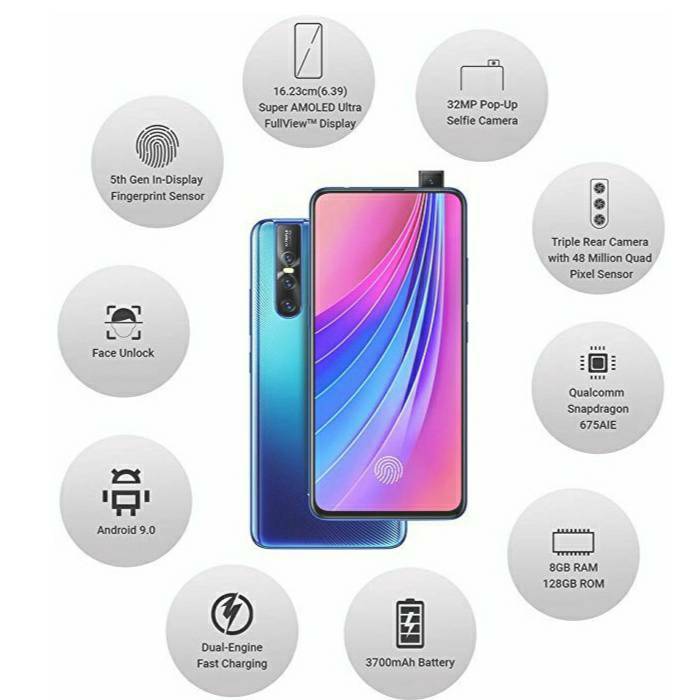 16.23cm(6.39)
Super AMOLED Ultra
FullView™ Display
32MP Pop-Up
Selfie Camera
5th Gen In-Display
Fingerprint Sensor
Triple Rear Camera
with 48 Million Quad
Pixel Sensor
Face Unlock
Qualcomm
Snapdragon
675AIE
Android 9.0
8GB RAM
128GB ROM
Dual-Engine
Fast Charging
3700mAh Battery